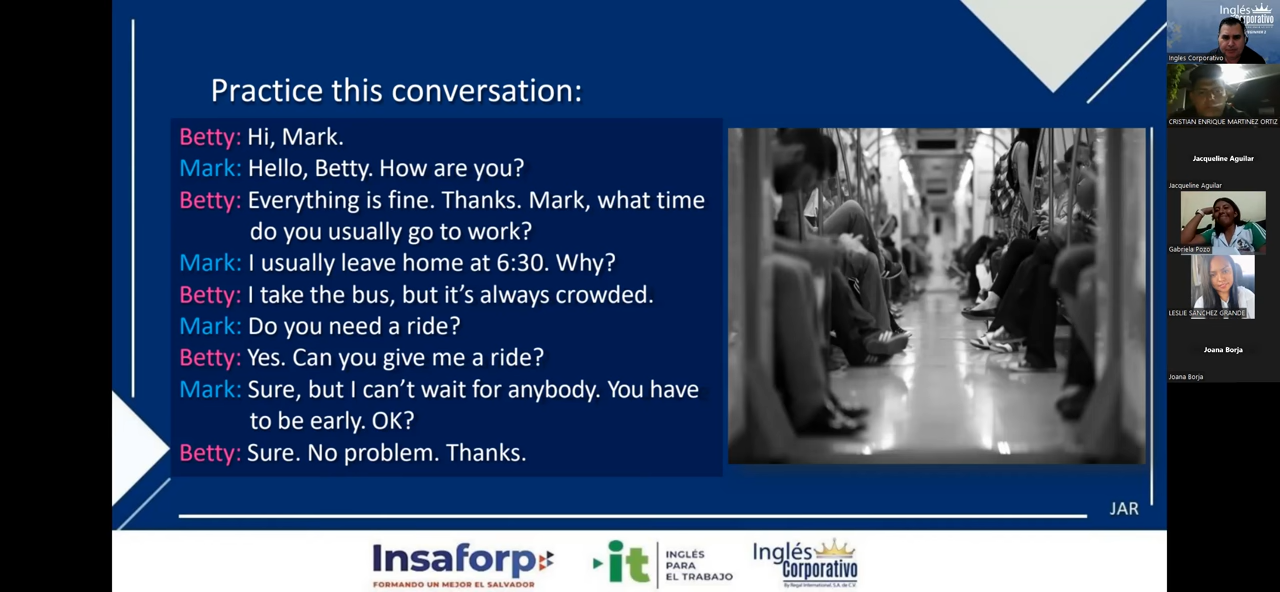 Practice this conversation:
Betty: Hi, Mark.
Mark: Hello, Betty. How are you?
Betty: Everything is fine. Thanks. Mark, what time
do you usually go to work?
Mark: I usually leave home at 6:30. Why?
Betty: I take the bus, but it's always crowded.
Mark: Do you need a ride?
Betty: Yes. Can you give me a ride?
Mark: Sure, but I can't wait for anybody. You have
to be early. OK?
Betty: Sure. No problem. Thanks.
JAR
Insaforp
FORMANDO UN MEJOR EL SALVADOR
it
INGLÉS
PARA
EL TRABAJO
Inglés
Corporativo
By Regal International, S.A. de C.V.
Inglés
Corporativo
Ingles Corporativo
CRISTIAN ENRIQUE MARTINEZ ORTIZ
Jacqueline Aguilar
Jacqueline Aguilar
Gabriela Pozo
LESLIE SANCHEZ GRANDE
Joana Borja
Joana Borja